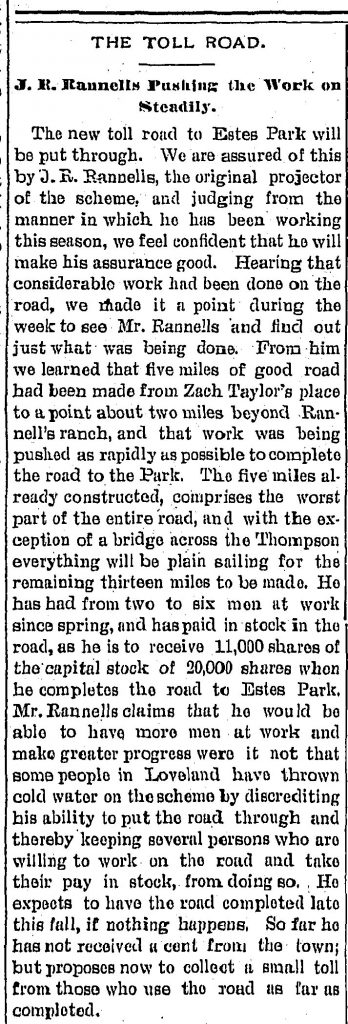 THE TOLL ROAD.
J. R. Rannells Pushing the Work on
Steadily.
The new toll road to Estes Park will
be put through. We are assured of this
by J. R. Rannells, the original projector
of the scheme, and judging from the
manner in which he has been working
this season, we feel confident that he will
make his assurance good. Hearing that
considerable work had been done on the
road, we made it a point during the
week to see Mr. Rannells and find out
just what was being done. From him
we learned that five miles of good road
had been made from Zach Taylor's place
to a point about two miles beyond Ran-
nell's ranch, and that work was being
pushed as rapidly as possible to complete
the road to the Park. The five miles al-
ready constructed, comprises the worst
part of the entire road, and with the ex-
ception of a bridge across the Thompson
everything will be plain sailing for the
remaining thirteen miles to be made. He
has had from two to six men at work
since spring, and has paid in stock in the
road, as he is to receive 11,000 shares of
the capital stock of 20,000 shares when
he completes the road to Estes Park.
Mr. Rannells claims that he would be
able to have more men at work and
make greater progress were it not that
some people in Loveland have thrown
cold water on the scheme by discrediting
his ability to put the road through and
thereby keeping several persons who are
willing to work on the road and take
their pay in stock, from doing so. He
expects to have the road completed late
this fall, if nothing happens. So far he
has not received a cent from the town;
but proposes now to collect a small toll
from those who use the road as far as
completed.